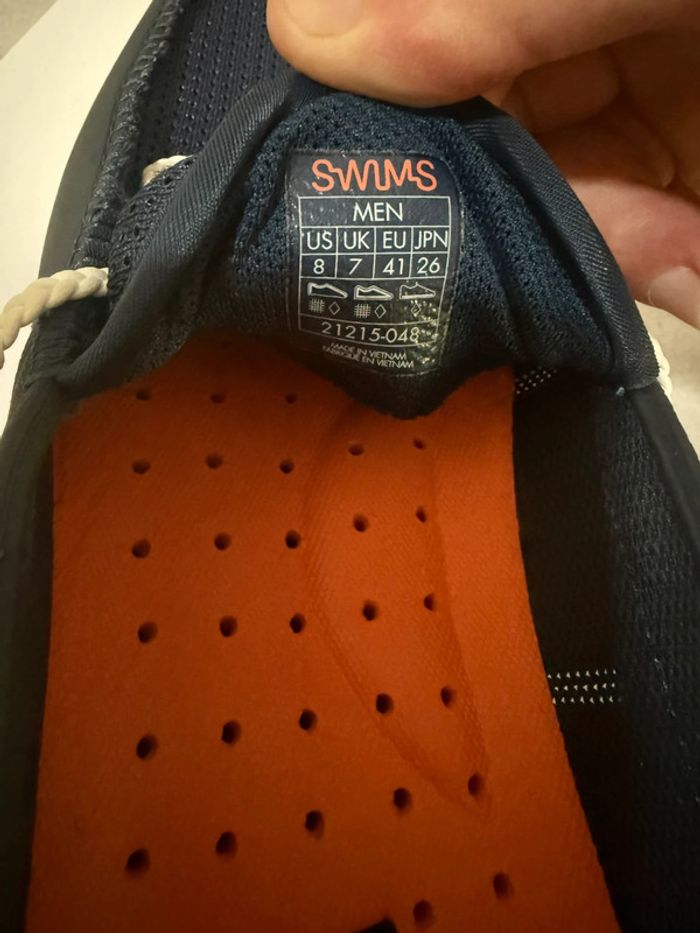 SWIMS
MEN
US UK EU JPN
8 7 41 26
21215-048
MADE IN VIETNAM
FABRIQUÉ EN VIETNAM